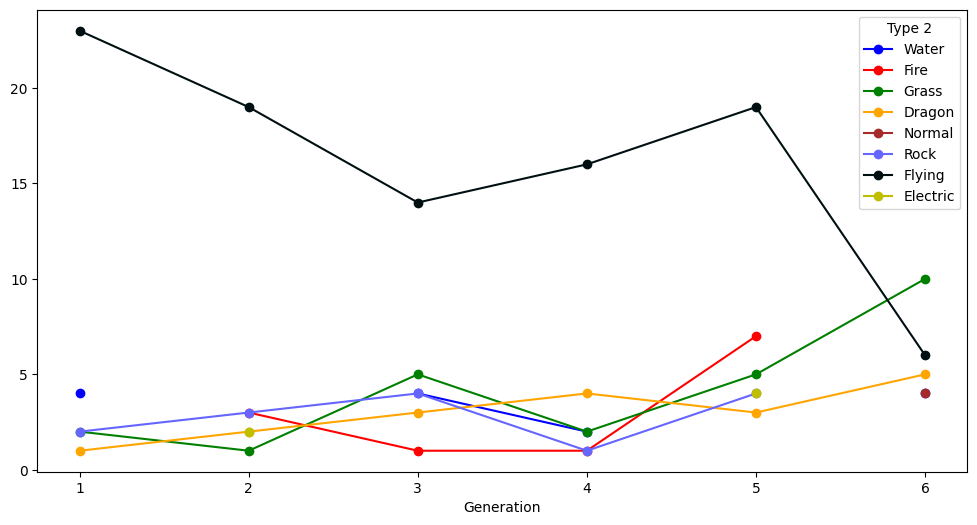 Type 2
Water
Fire
Grass
Dragon
Normal
Rock
Flying
Electric
20
15
10
5
0
1 2 3 4 5 6
Generation